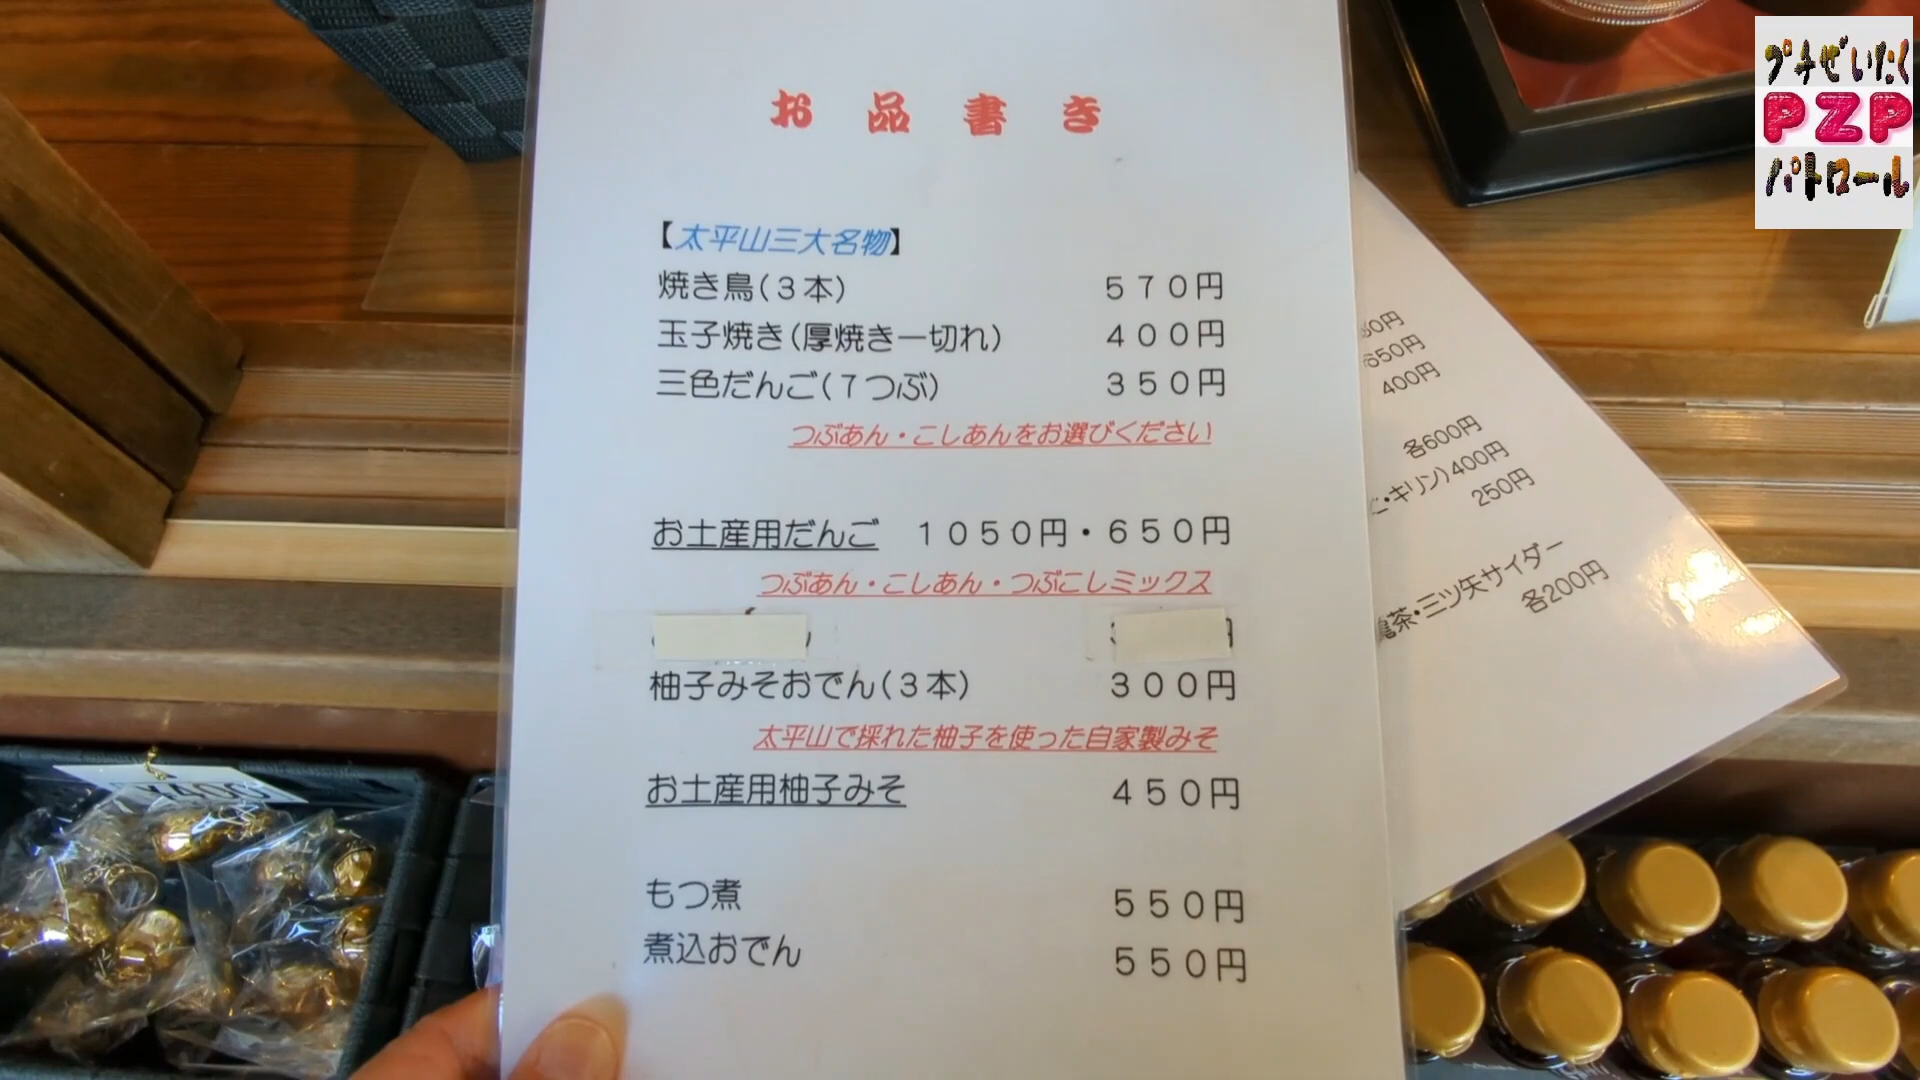 お品書き
【太平山三大名物】
焼き鳥(3本) 570円
玉子焼き(厚焼き一切れ) 400円
三色だんご(7つぶ) 350円
つぶあん・こしあんをお選びください
お土産用だんご 1050円・650円
つぶあん・こしあん・つぶこしミックス
円
柚子みそおでん(3本) 300円
太平山で採れた柚子を使った自家製みそ
お土産用柚子みそ 450円
もつ煮 550円
煮込おでん 550円
円
650円
400円
各600円
・キリン)400円
250円
茶・三ツ矢サイダー
各200円
¥400
プチぜいたく
PZP
パトロール